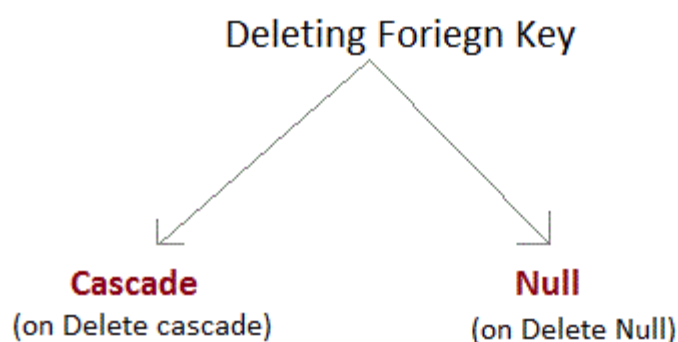 Deleting Foriegn Key
Cascade
(on Delete cascade)
Null
(on Delete Null)